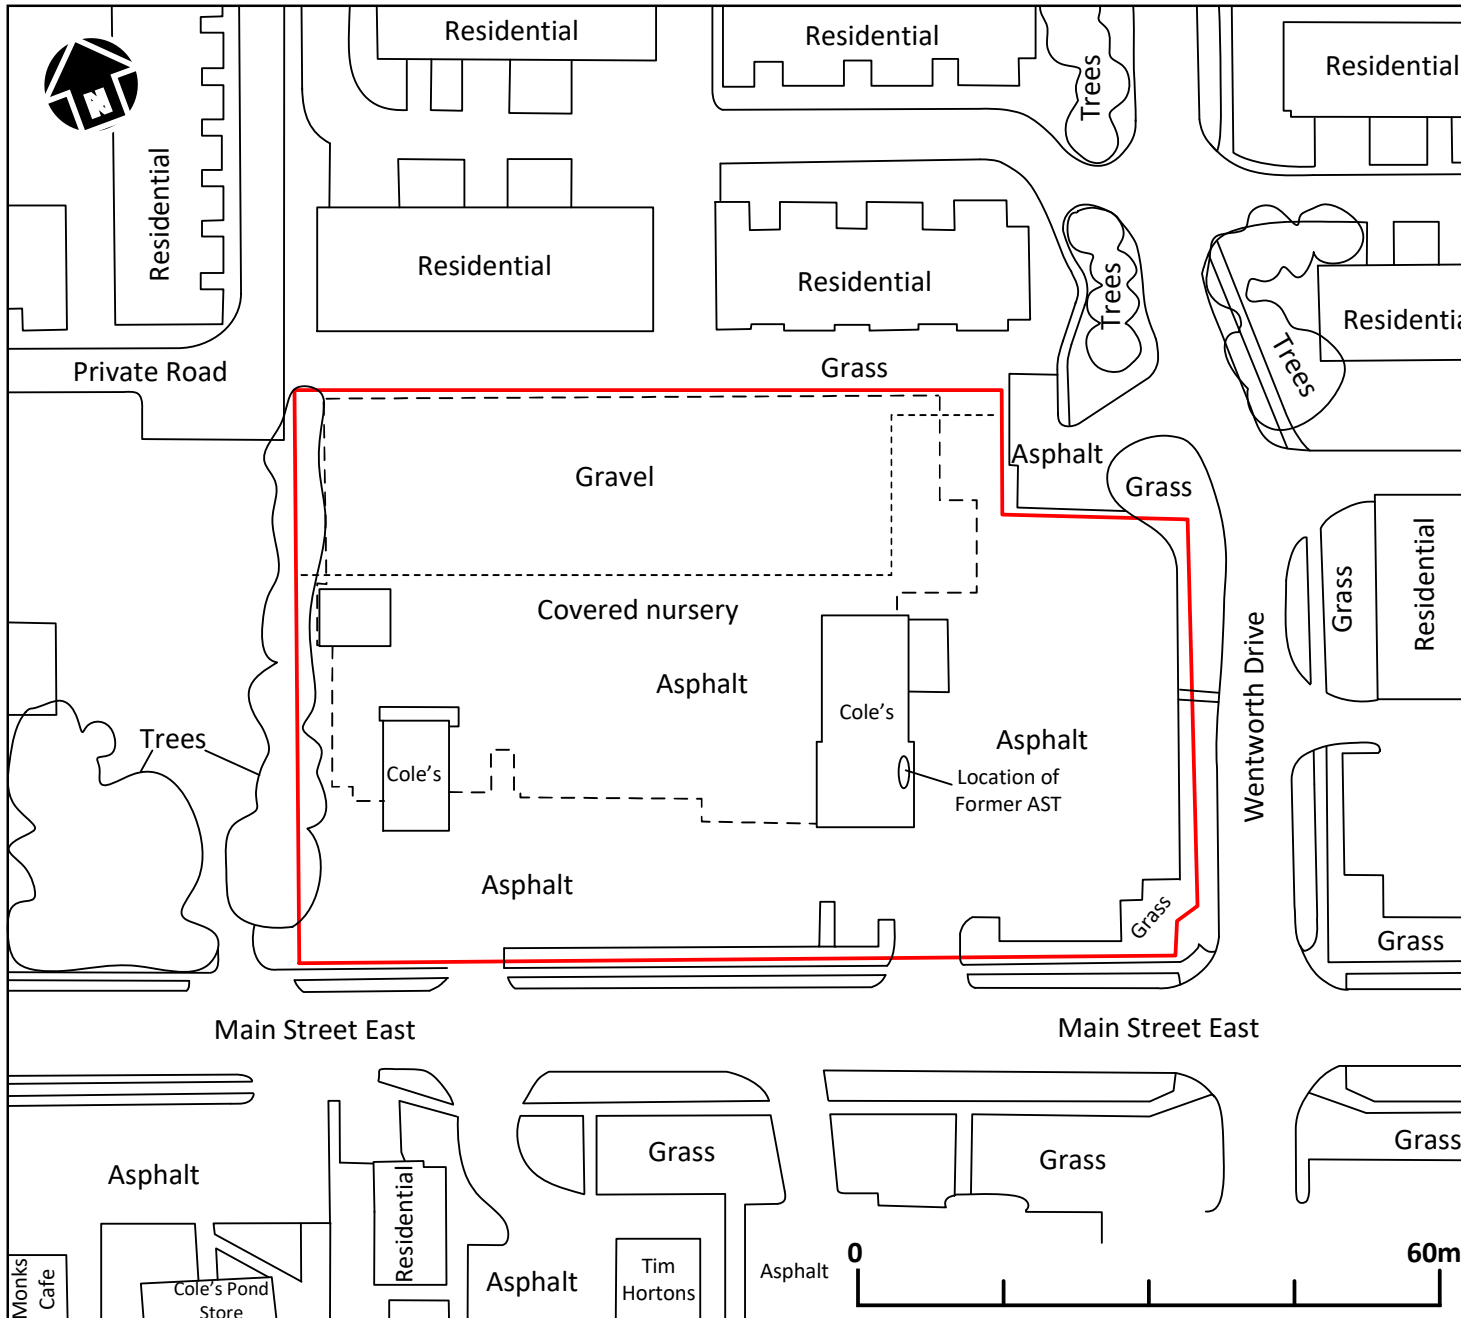 Residential
Residential
Residential
Trees
N
Residential
Residential
Residential
Trees
Residentia
Trees
Private Road
Grass
Asphalt
Grass
Gravel
Residential
Grass
Covered nursery
Asphalt
Wentworth Drive
Cole's
Trees
Asphalt
Cole's
Location of
Former AST
Asphalt
Grass
Grass
Main Street East
Main Street East
Grass
Grass
Grass
Asphalt
Residential
0
60m
Monks
Cafe
Cole's Pond
Store
Asphalt
Tim
Hortons
Asphalt